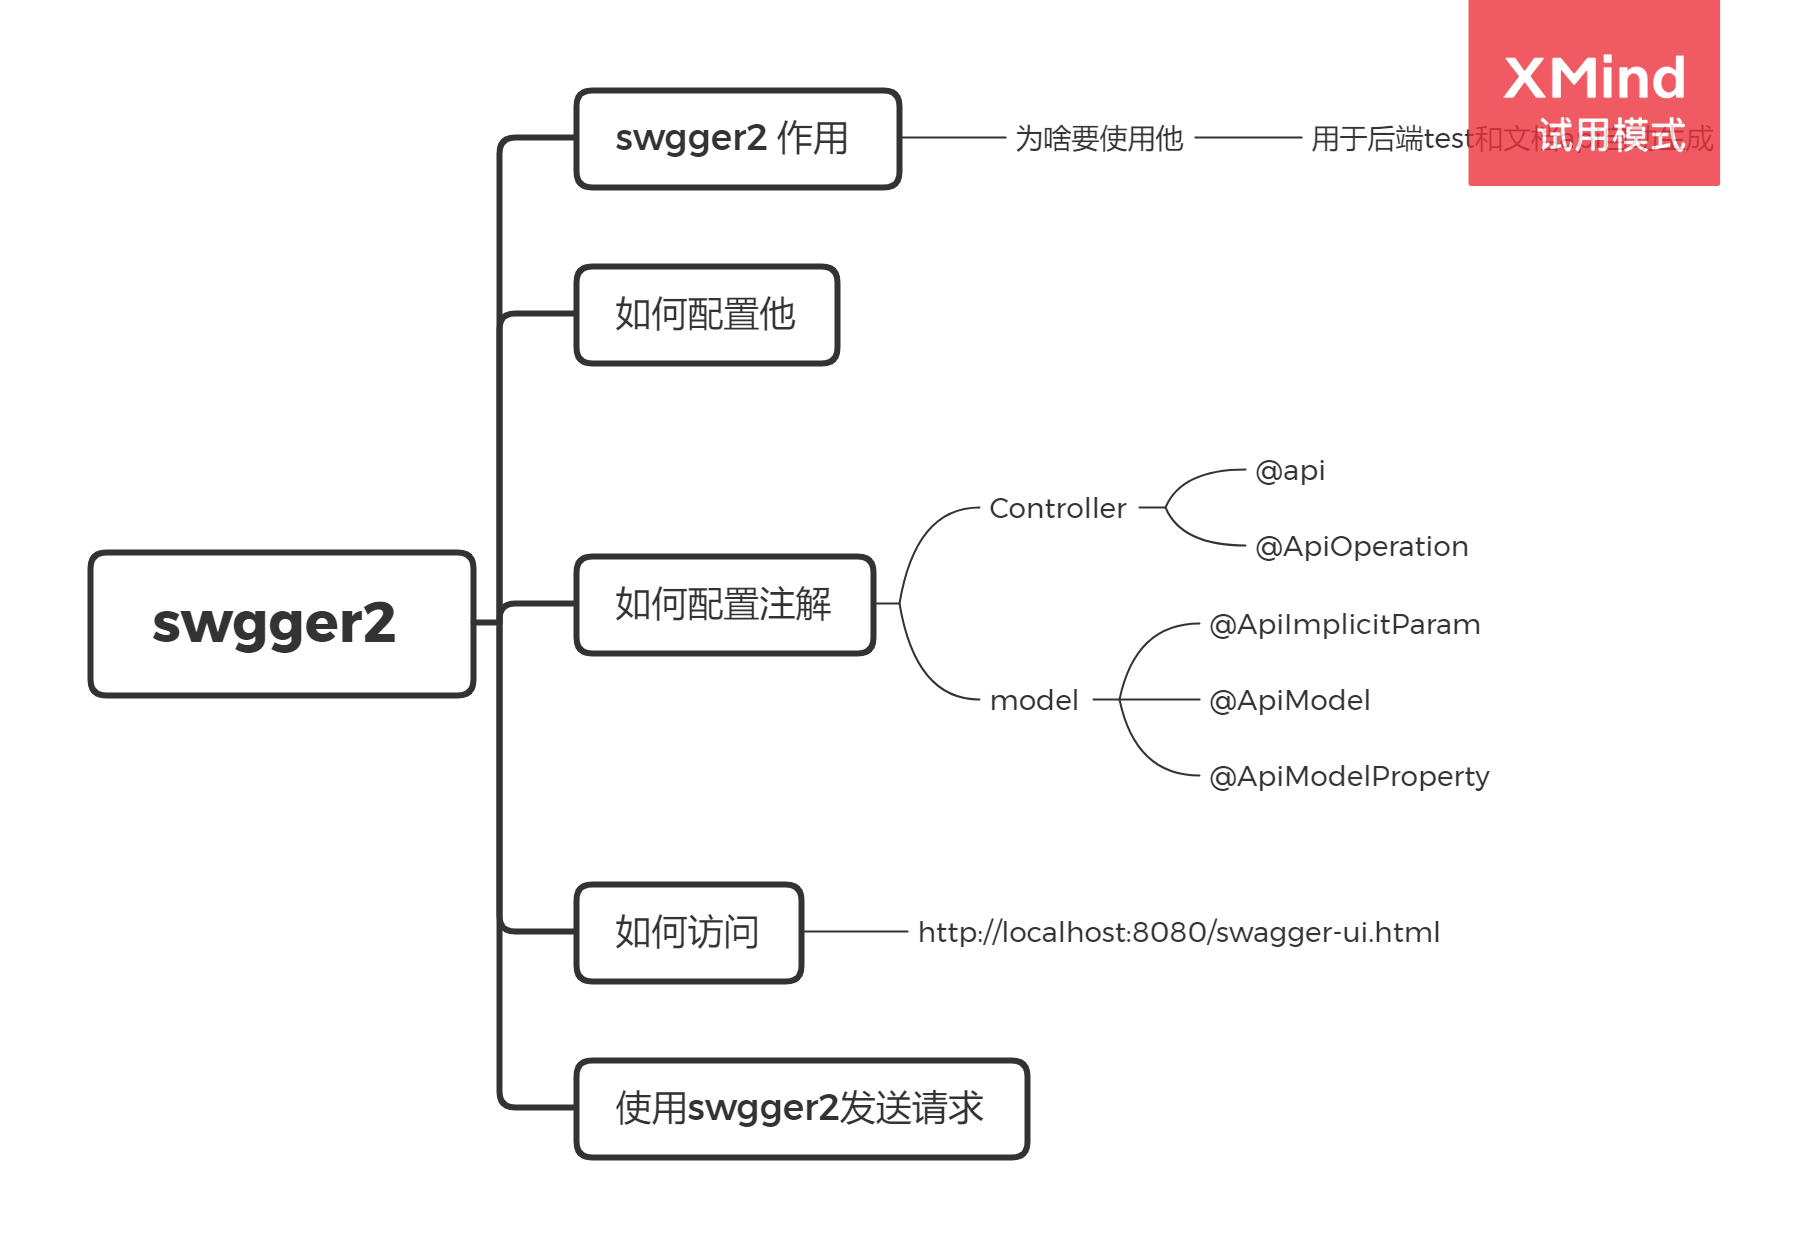 XMind
试用模式
swgger2 作用
为啥要使用他
用于后端test和文档
成
如何配置他
@api
Controller
@ApiOperation
如何配置注解
swgger2
@ApiImplicitParam
model
@ApiModel
@ApiModelProperty
如何访问
http://localhost:8080/swagger-ui.html
使用swgger2发送请求